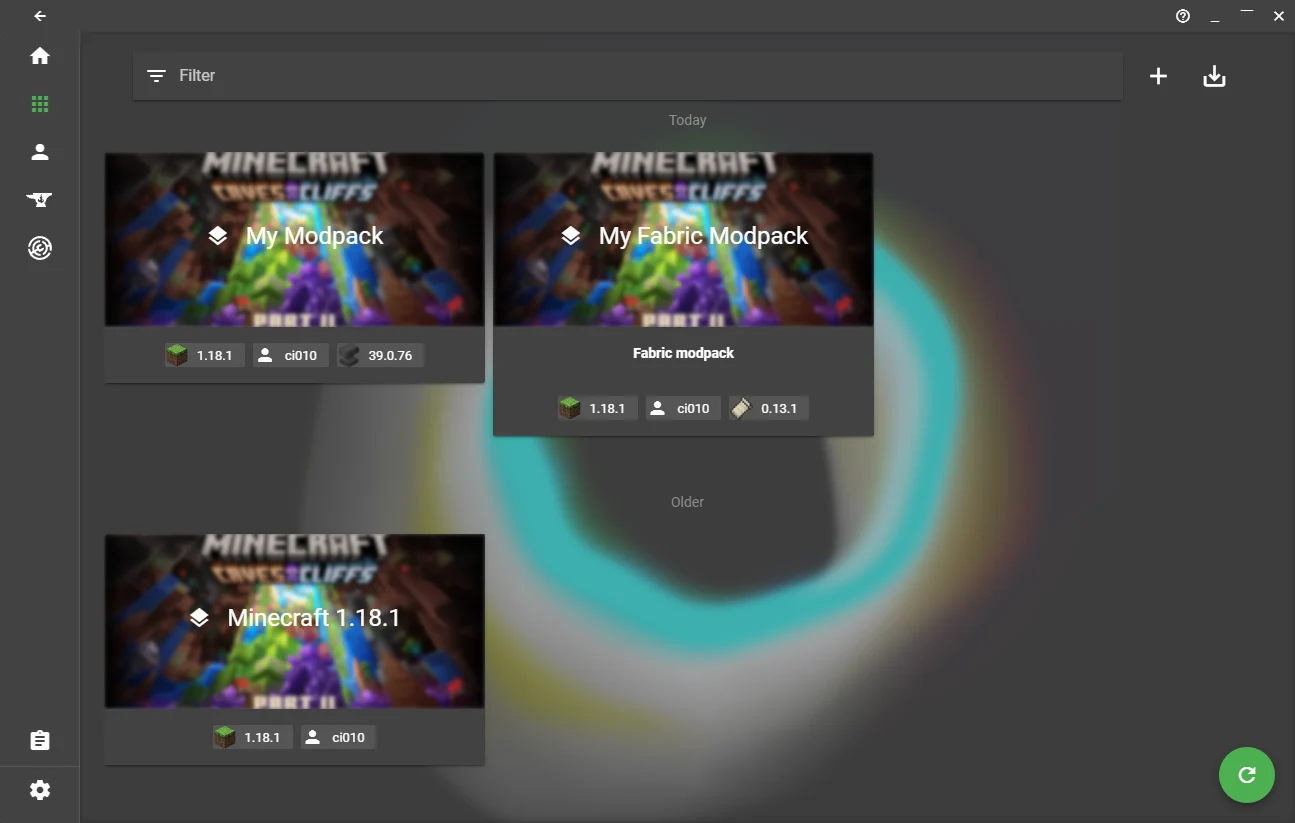 Filter
Today
MINECRAFT
CAVES & CLIFFS
My Modpack
PART II
1.18.1 ci010 39.0.76
MINECRAFT
CAVES & CLIFFS
My Fabric Modpack
PART II
Fabric modpack
1.18.1 ci010 0.13.1
Older
MINECRAFT
CAVES & CLIFFS
Minecraft 1.18.1
PART II
1.18.1 ci010